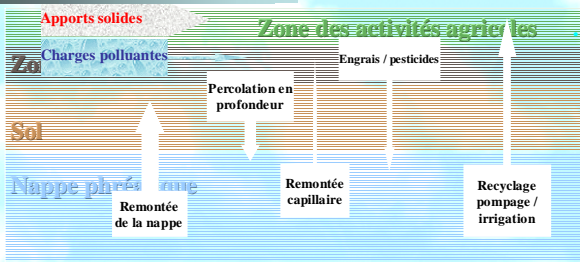 Apports solides
Zone des activités agricoles
Charges polluantes
Engrais / pesticides
Percolation en
profondeur
Sol
Nappe
Remontée
de la nappe
Remontée
capillaire
Recyclage
pompage /
irrigation